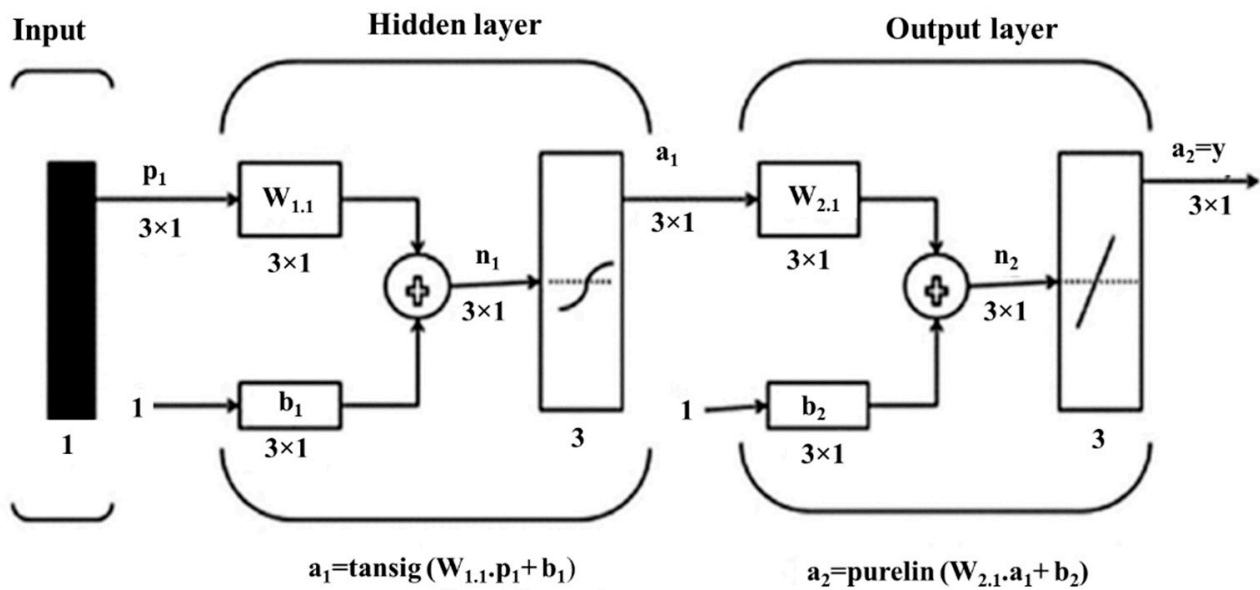 Input
Hidden layer
Output layer
p₁
3×1
W₁.₁
3×1
1
b₁
3×1
1
n₁
3×1
3
a₁
3×1
W₂.₁
3×1
1
b₂
3×1
n₂
3×1
3
a₂=y
3×1
a₁=tansig (W₁.₁.p₁+b₁)
a₂=purelin (W₂.₁.a₁+b₂)